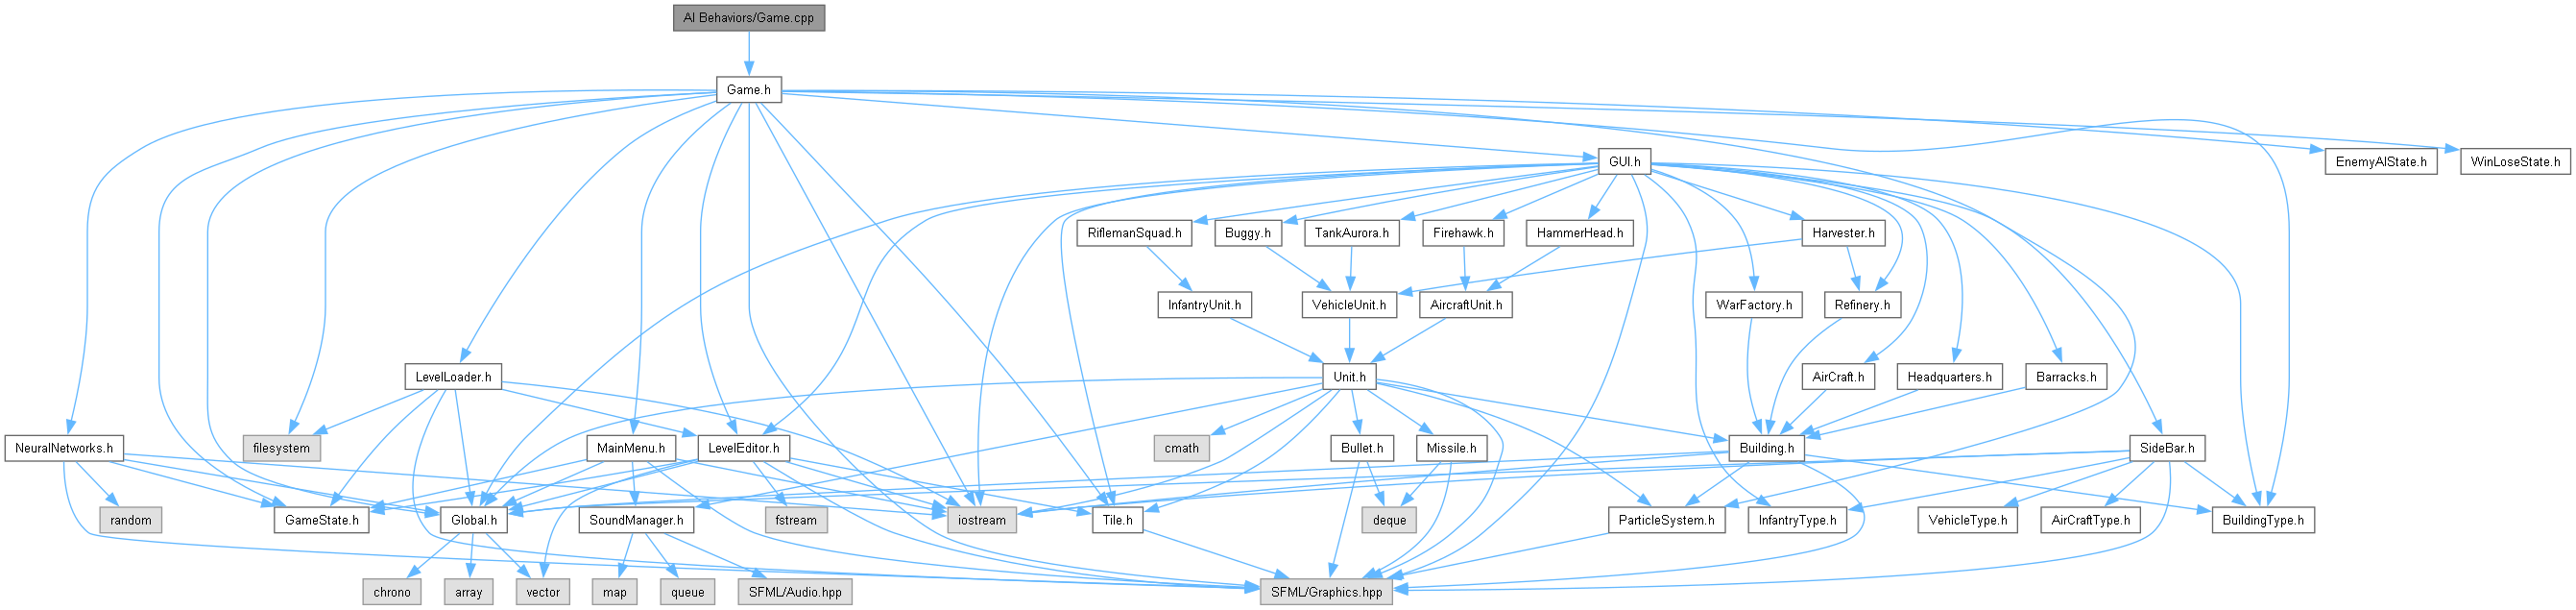 AI Behaviors/Game.cpp
Game.h
GUI.h
EnemyAIState.h
WinLoseState.h
RiflemanSquad.h
Buggy.h
TankAurora.h
Firehawk.h
HammerHead.h
Harvester.h
InfantryUnit.h
VehicleUnit.h
AircraftUnit.h
WarFactory.h
Refinery.h
LevelLoader.h
Unit.h
AirCraft.h
Headquarters.h
Barracks.h
NeuralNetworks.h
filesystem
MainMenu.h
LevelEditor.h
cmath
Bullet.h
Missile.h
Building.h
SideBar.h
random
GameState.h
Global.h
SoundManager.h
fstream
iostream
Tile.h
deque
ParticleSystem.h
InfantryType.h
VehicleType.h
AirCraftType.h
BuildingType.h
chrono
array
vector
map
queue
SFML/Audio.hpp
SFML/Graphics.hpp